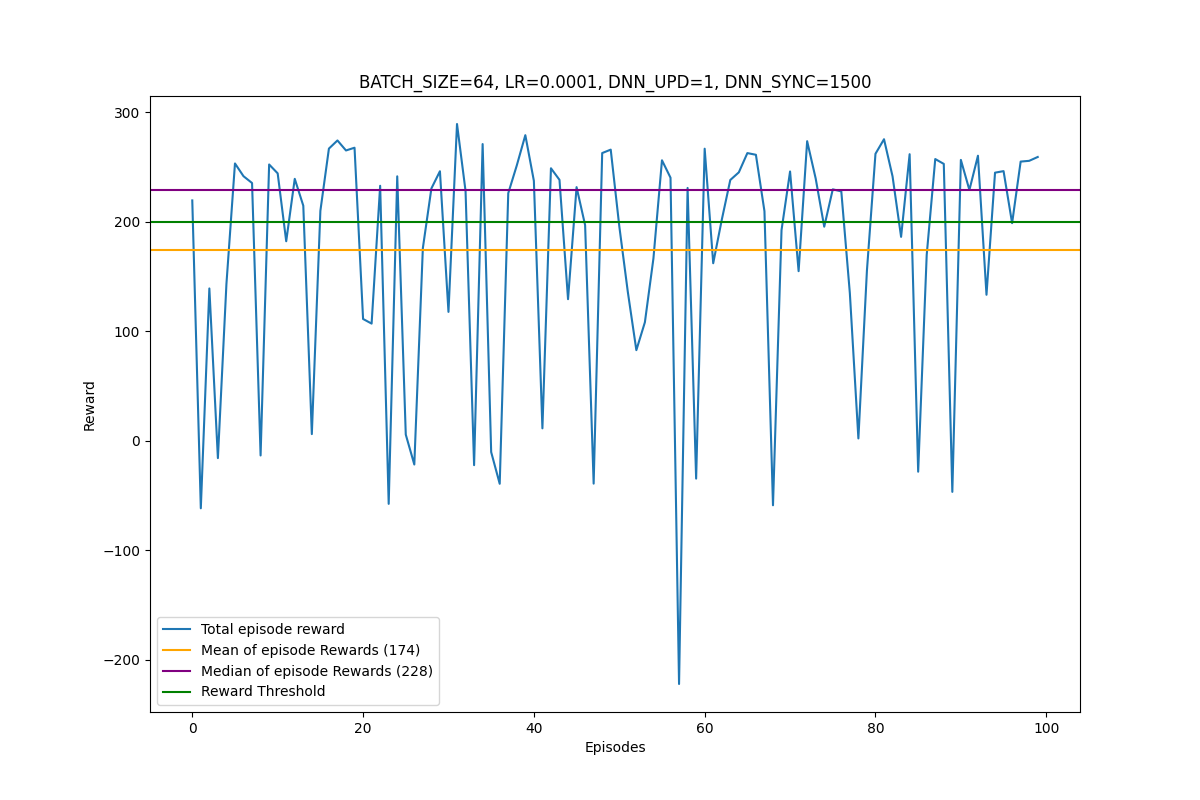 BATCH_SIZE=64, LR=0.0001, DNN_UPD=1, DNN_SYNC=1500
300
200
100
0
−100
−200
Reward
Total episode reward
Mean of episode Rewards (174)
Median of episode Rewards (228)
Reward Threshold
0 20 40 60 80 100
Episodes